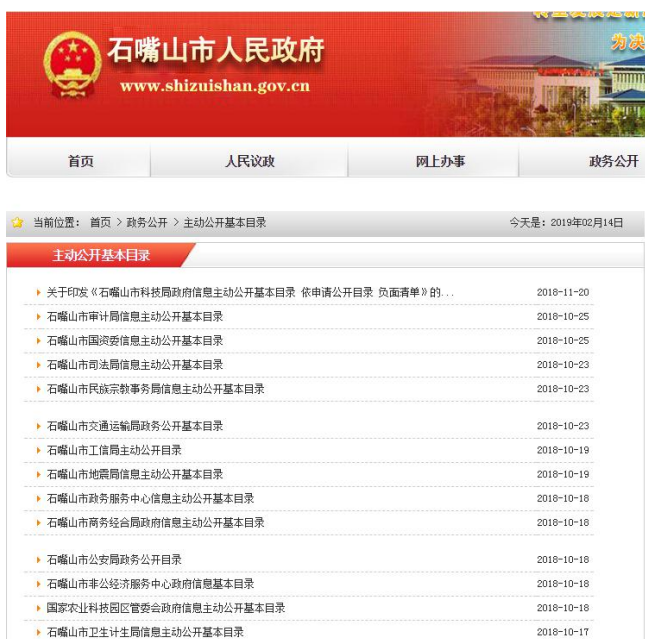 石嘴山市人民政府
www.shizuishan.gov.cn
首页 人民议政 网上办事 政务公开
当前位置： 首页 > 政务公开 > 主动公开基本目录 今天是：2019年02月14日
主动公开基本目录
关于印发《石嘴山市科技局政府信息主动公开基本目录 依申请公开目录 负面清单》的... 2018-11-20
石嘴山市审计局信息主动公开基本目录 2018-10-25
石嘴山市国资委信息主动公开基本目录 2018-10-25
石嘴山市司法局信息主动公开基本目录 2018-10-23
石嘴山市民族宗教事务局信息主动公开基本目录 2018-10-23
石嘴山市交通运输局政务公开基本目录 2018-10-23
石嘴山市工信局主动公开目录 2018-10-19
石嘴山市地震局信息主动公开基本目录 2018-10-19
石嘴山市政务服务中心信息主动公开基本目录 2018-10-18
石嘴山市商务经合局政府信息主动公开基本目录 2018-10-18
石嘴山市公安局政务公开目录 2018-10-18
石嘴山市非公经济服务中心政府信息基本目录 2018-10-18
国家农业科技园区管委会政府信息主动公开基本目录 2018-10-18
石嘴山市卫生计生局信息主动公开基本目录 2018-10-17